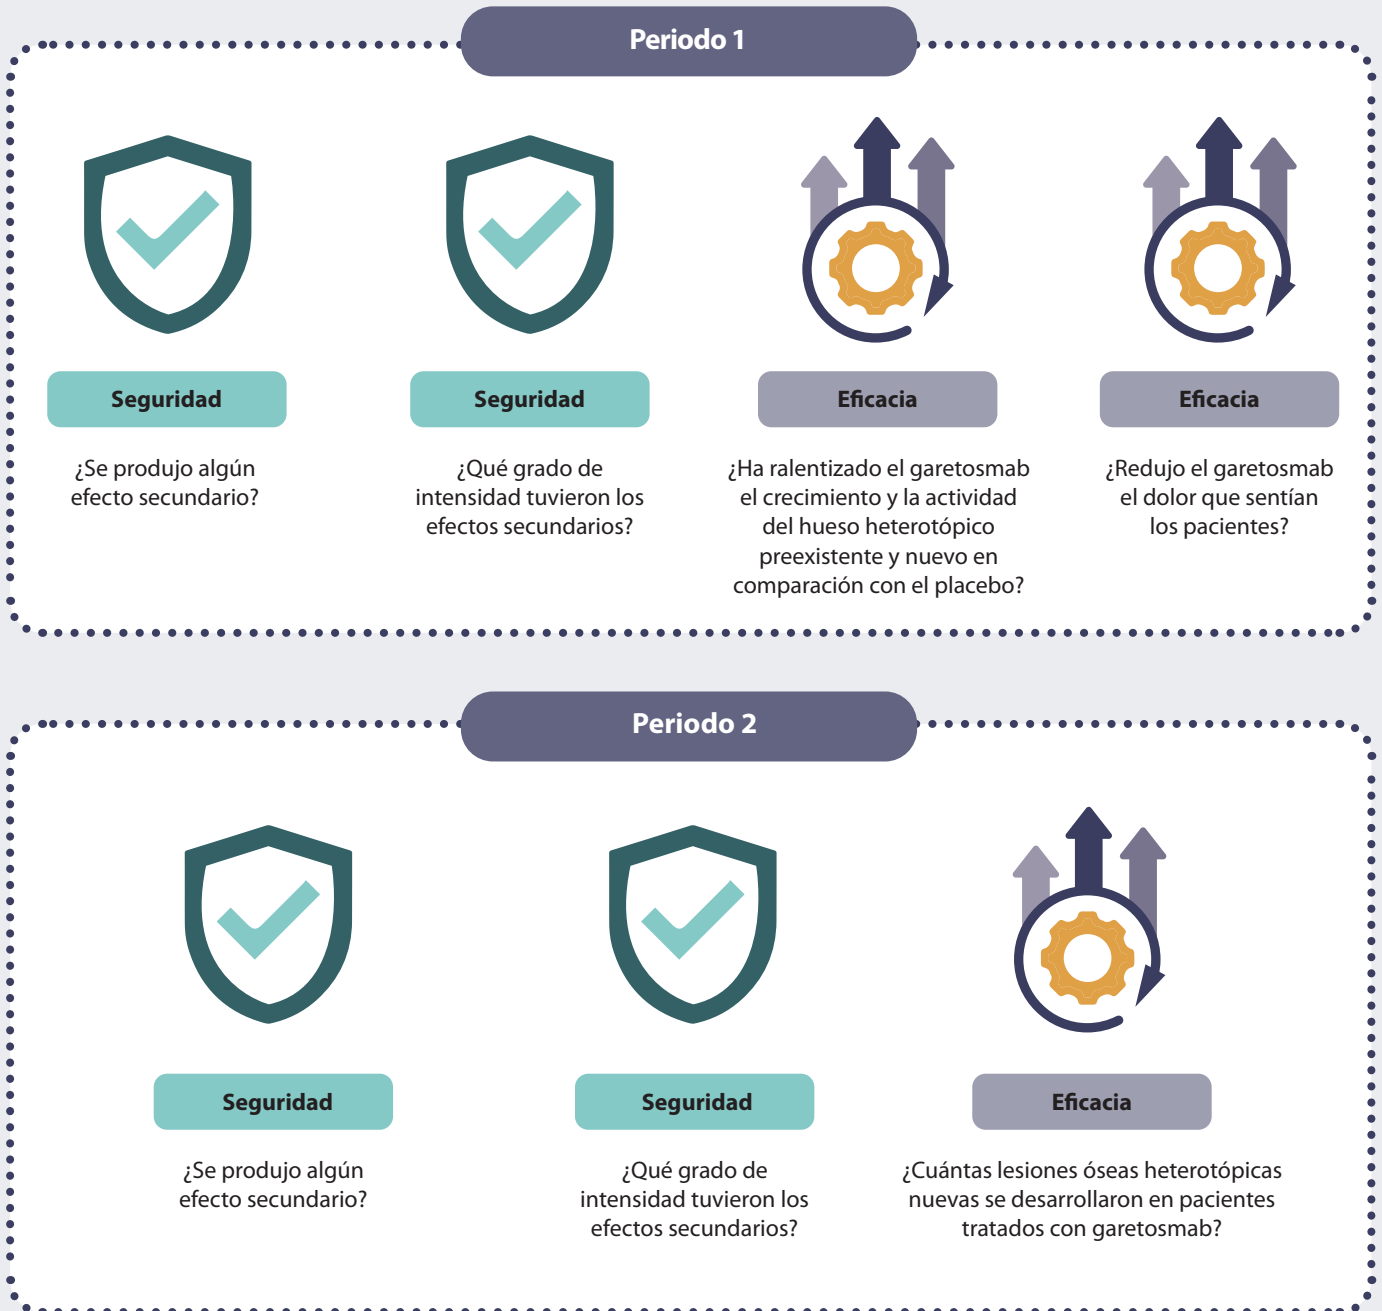 Periodo 1
Seguridad
¿Se produjo algún
efecto secundario?
Seguridad
¿Qué grado de
intensidad tuvieron los
efectos secundarios?
Eficacia
¿Ha ralentizado el garetosmab
el crecimiento y la actividad
del hueso heterotópico
preexistente y nuevo en
comparación con el placebo?
Eficacia
¿Redujo el garetosmab
el dolor que sentían
los pacientes?
Periodo 2
Seguridad
¿Se produjo algún
efecto secundario?
Seguridad
¿Qué grado de
intensidad tuvieron los
efectos secundarios?
Eficacia
¿Cuántas lesiones óseas heterotópicas
nuevas se desarrollaron en pacientes
tratados con garetosmab?